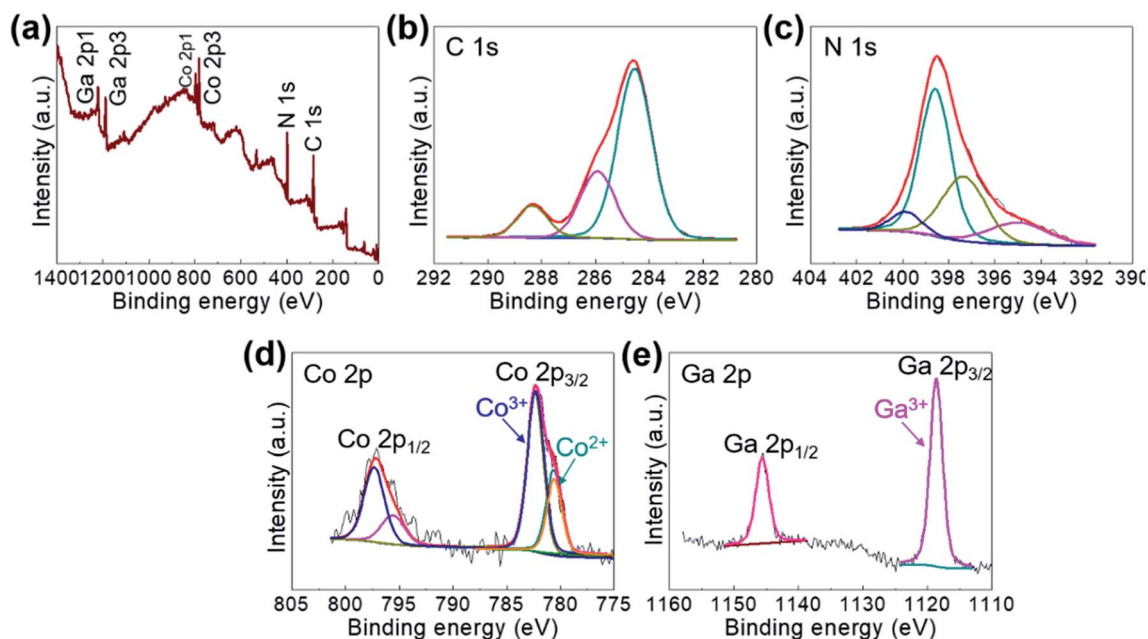 (a)
Ga 2p1
Ga 2p3
Co 2p1
Co 2p3
N 1s
C 1s
Intensity (a.u.)
1400 1200 1000 800 600 400 200 0
Binding energy (eV)
(b)
C 1s
Intensity (a.u.)
292 290 288 286 284 282 280
Binding energy (eV)
(c)
N 1s
Intensity (a.u.)
404 402 400 398 396 394 392 390
Binding energy (eV)
(d)
Co 2p
Co 2p3/2
Co3+
Co2+
Co 2p1/2
Intensity (a.u.)
805 800 795 785 780 775
Binding energy (eV)
(e)
Ga 2p
Ga 2p3/2
Ga3+
Ga 2p1/2
Intensity (a.u.)
1160 1150 1140 1130 1120 1110
Binding energy (eV)